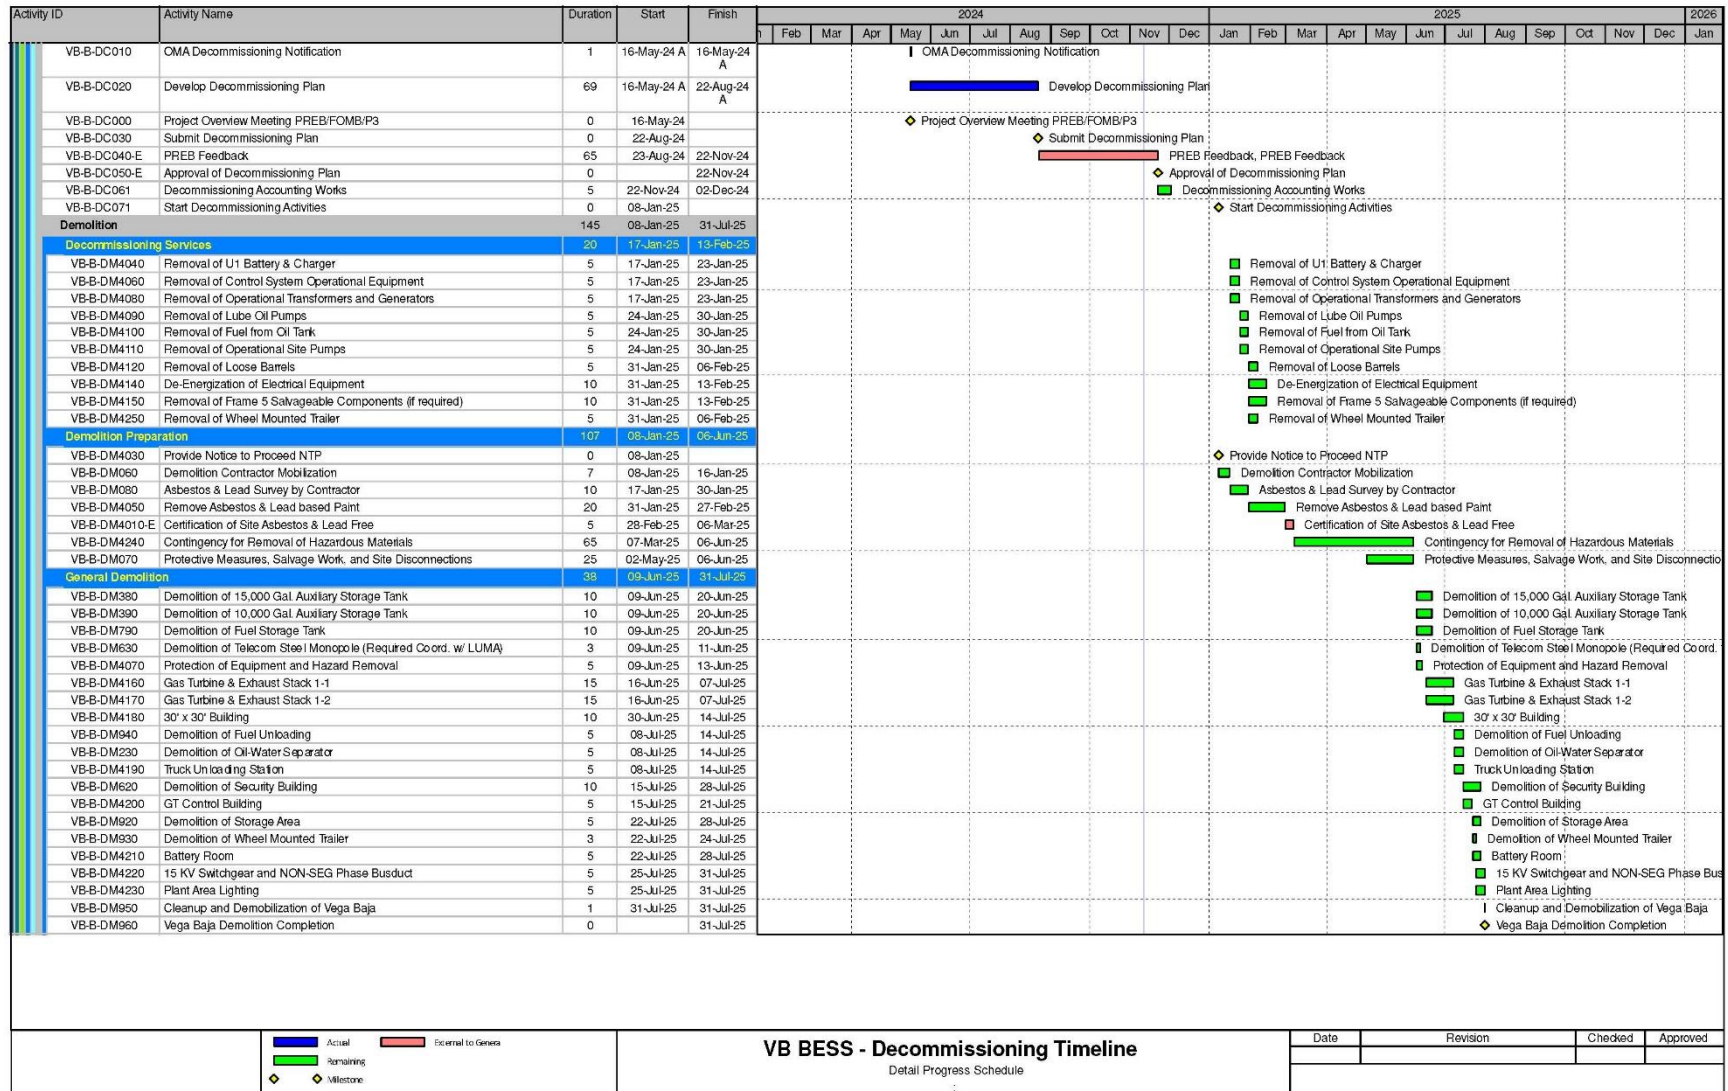 Activity ID Activity Name Duration Start Finish 2024 2025 2026
n Feb Mar Apr May Jun Jul Aug Sep Oct Nov Dec Jan Feb Mar Apr May Jun Jul Aug Sep Oct Nov Dec Jan
VB-B-DC010 OMA Decommissioning Notification 1 16-May-24 A 16-May-24 A OMA Decommissioning Notification
VB-B-DC020 Develop Decommissioning Plan 69 16-May-24 A 22-Aug-24 A Develop Decommissioning Plan
VB-B-DC000 Project Overview Meeting PREB/FOMB/P3 0 16-May-24 Project Overview Meeting PREB/FOMB/P3
VB-B-DC030 Submit Decommissioning Plan 0 22-Aug-24 Submit Decommissioning Plan
VB-B-DC040-E PREB Feedback 65 23-Aug-24 22-Nov-24 PREB Feedback, PREB Feedback
VB-B-DC050-E Approval of Decommissioning Plan 0 22-Nov-24 Approval of Decommissioning Plan
VB-B-DC061 Decommissioning Accounting Works 5 22-Nov-24 02-Dec-24 Decommissioning Accounting Works
VB-B-DC071 Start Decommissioning Activities 0 08-Jan-25 Start Decommissioning Activities
Demolition 145 08-Jan-25 31-Jul-25
Decommissioning Services 20 17-Jan-25 13-Feb-25
VB-B-DM4040 Removal of U1 Battery & Charger 5 17-Jan-25 23-Jan-25 Removal of U1 Battery & Charger
VB-B-DM4060 Removal of Control System Operational Equipment 5 17-Jan-25 23-Jan-25 Removal of Control System Operational Equipment
VB-B-DM4080 Removal of Operational Transformers and Generators 5 17-Jan-25 23-Jan-25 Removal of Operational Transformers and Generators
VB-B-DM4090 Removal of Lube Oil Pumps 5 24-Jan-25 30-Jan-25 Removal of Lube Oil Pumps
VB-B-DM4100 Removal of Fuel from Oil Tank 5 24-Jan-25 30-Jan-25 Removal of Fuel from Oil Tank
VB-B-DM4110 Removal of Operational Site Pumps 5 24-Jan-25 30-Jan-25 Removal of Operational Site Pumps
VB-B-DM4120 Removal of Loose Barrels 5 31-Jan-25 06-Feb-25 Removal of Loose Barrels
VB-B-DM4140 De-Energization of Electrical Equipment 10 31-Jan-25 13-Feb-25 De-Energization of Electrical Equipment
VB-B-DM4150 Removal of Frame 5 Salvageable Components (if required) 10 31-Jan-25 13-Feb-25 Removal of Frame 5 Salvageable Components (if required)
VB-B-DM4250 Removal of Wheel Mounted Trailer 5 31-Jan-25 06-Feb-25 Removal of Wheel Mounted Trailer
Demolition Preparation 107 08-Jan-25 06-Jun-25
VB-B-DM4030 Provide Notice to Proceed NTP 0 08-Jan-25 Provide Notice to Proceed NTP
VB-B-DM060 Demolition Contractor Mobilization 7 08-Jan-25 16-Jan-25 Demolition Contractor Mobilization
VB-B-DM080 Asbestos & Lead Survey by Contractor 10 17-Jan-25 30-Jan-25 Asbestos & Lead Survey by Contractor
VB-B-DM4050 Remove Asbestos & Lead based Paint 20 31-Jan-25 27-Feb-25 Remove Asbestos & Lead based Paint
VB-B-DM4010-E Certification of Site Asbestos & Lead Free 5 28-Feb-25 06-Mar-25 Certification of Site Asbestos & Lead Free
VB-B-DM4240 Contingency for Removal of Hazardous Materials 65 07-Mar-25 06-Jun-25 Contingency for Removal of Hazardous Materials
VB-B-DM070 Protective Measures, Salvage Work, and Site Disconnections 25 02-May-25 06-Jun-25 Protective Measures, Salvage Work, and Site Disconnectio
General Demolition 38 09-Jun-25 31-Jul-25
VB-B-DM380 Demolition of 15,000 Gal. Auxiliary Storage Tank 10 09-Jun-25 20-Jun-25 Demolition of 15,000 Gal. Auxiliary Storage Tank
VB-B-DM390 Demolition of 10,000 Gal. Auxiliary Storage Tank 10 09-Jun-25 20-Jun-25 Demolition of 10,000 Gal. Auxiliary Storage Tank
VB-B-DM790 Demolition of Fuel Storage Tank 10 09-Jun-25 20-Jun-25 Demolition of Fuel Storage Tank
VB-B-DM630 Demolition of Telecom Steel Monopole (Required Coord. w/ LUMA) 3 09-Jun-25 11-Jun-25 Demolition of Telecom Steel Monopole (Required Coord.
VB-B-DM4070 Protection of Equipment and Hazard Removal 5 09-Jun-25 13-Jun-25 Protection of Equipment and Hazard Removal
VB-B-DM4160 Gas Turbine & Exhaust Stack 1-1 15 16-Jun-25 07-Jul-25 Gas Turbine & Exhaust Stack 1-1
VB-B-DM4170 Gas Turbine & Exhaust Stack 1-2 15 16-Jun-25 07-Jul-25 Gas Turbine & Exhaust Stack 1-2
VB-B-DM4180 30' x 30' Building 10 30-Jun-25 14-Jul-25 30' x 30' Building
VB-B-DM940 Demolition of Fuel Unloading 5 08-Jul-25 14-Jul-25 Demolition of Fuel Unloading
VB-B-DM230 Demolition of Oil-Water Separator 5 08-Jul-25 14-Jul-25 Demolition of Oil-Water Separator
VB-B-DM4190 Truck Unloading Station 5 08-Jul-25 14-Jul-25 Truck Unloading Station
VB-B-DM620 Demolition of Security Building 10 15-Jul-25 28-Jul-25 Demolition of Security Building
VB-B-DM4200 GT Control Building 5 15-Jul-25 21-Jul-25 GT Control Building
VB-B-DM920 Demolition of Storage Area 5 22-Jul-25 28-Jul-25 Demolition of Storage Area
VB-B-DM930 Demolition of Wheel Mounted Trailer 3 22-Jul-25 24-Jul-25 Demolition of Wheel Mounted Trailer
VB-B-DM4210 Battery Room 5 22-Jul-25 28-Jul-25 Battery Room
VB-B-DM4220 15 KV Switchgear and NON-SEG Phase Busduct 5 25-Jul-25 31-Jul-25 15 KV Switchgear and NON-SEG Phase Bus
VB-B-DM4230 Plant Area Lighting 5 25-Jul-25 31-Jul-25 Plant Area Lighting
VB-B-DM950 Cleanup and Demobilization of Vega Baja 1 31-Jul-25 31-Jul-25 Cleanup and Demobilization of Vega Baja
VB-B-DM960 Vega Baja Demolition Completion 0 31-Jul-25 Vega Baja Demolition Completion
Actual External to Genera
Remaining
Milestone
VB BESS - Decommissioning Timeline
Detail Progress Schedule
Date Revision Checked Approved